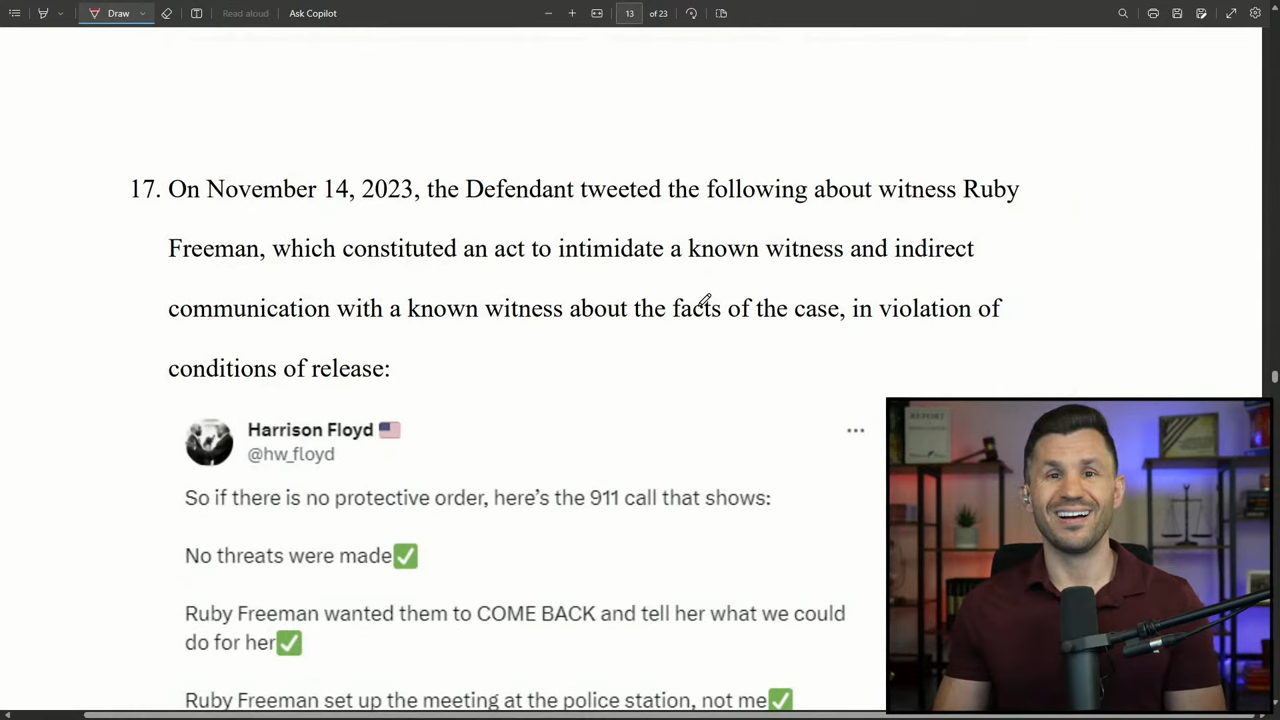 Draw
Read aloud
Ask Copilot
13
of 23
17. On November 14, 2023, the Defendant tweeted the following about witness Ruby
Freeman, which constituted an act to intimidate a known witness and indirect
communication with a known witness about the facts of the case, in violation of
conditions of release:
Harrison Floyd 🇺🇸
@hw_floyd
So if there is no protective order, here’s the 911 call that shows:
No threats were made✅
Ruby Freeman wanted them to COME BACK and tell her what we could
do for her✅
Ruby Freeman set up the meeting at the police station, not me✅
REPORT